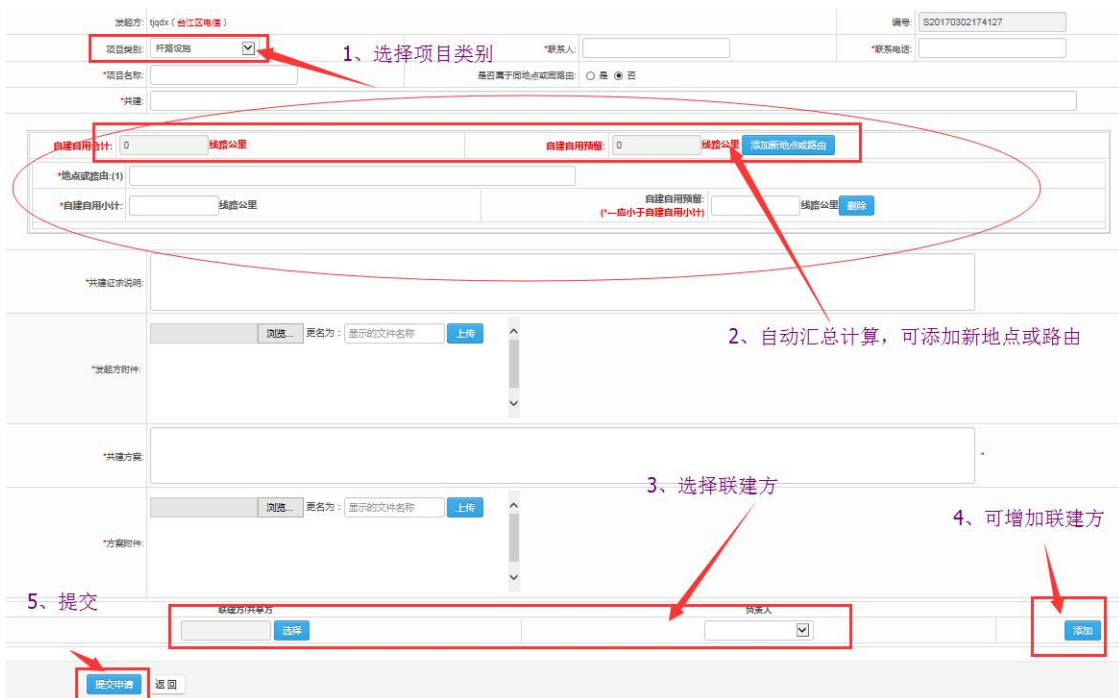 发起方: tjqdx ( 台江区电信 ) 编号: S20170302174127
项目类别: 杆路设施 1、选择项目类别 *联系人: *联系电话:
*项目名称: 是否属于同地点或同路由: 是 否
*共建:
自建自用合计: 0 线路公里 自建自用预留: 0 线路公里 添加新地点或路由
*地点或路由:(1)
*自建自用小计: 线路公里 自建自用预留: 线路公里 删除
(*—应小于自建自用小计)
*共建征求说明:
2、自动汇总计算，可添加新地点或路由
浏览... 更名为： 显示的文件名称 上传
*发起方附件:
*共建方案:
3、选择联建方
浏览... 更名为： 显示的文件名称 上传
4、可增加联建方
*方案附件:
5、提交
联建方/共享方 负责人
选择 添加
提交申请 返回